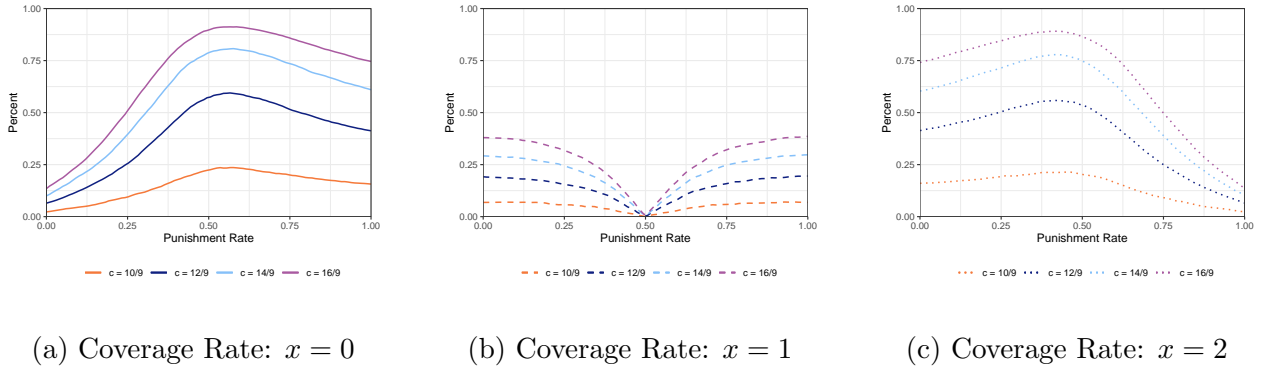 1.00
0.75
0.50
0.25
0.00
Percent
0.00 0.25 0.50 0.75 1.00
Punishment Rate
c = 10/9 c = 12/9 c = 14/9 c = 16/9
(a) Coverage Rate: x = 0
1.00
0.75
0.50
0.25
0.00
Percent
0.00 0.25 0.50 0.75 1.00
Punishment Rate
c = 10/9 c = 12/9 c = 14/9 c = 16/9
(b) Coverage Rate: x = 1
1.00
0.75
0.50
0.25
0.00
Percent
0.00 0.25 0.50 0.75 1.00
Punishment Rate
c = 10/9 c = 12/9 c = 14/9 c = 16/9
(c) Coverage Rate: x = 2